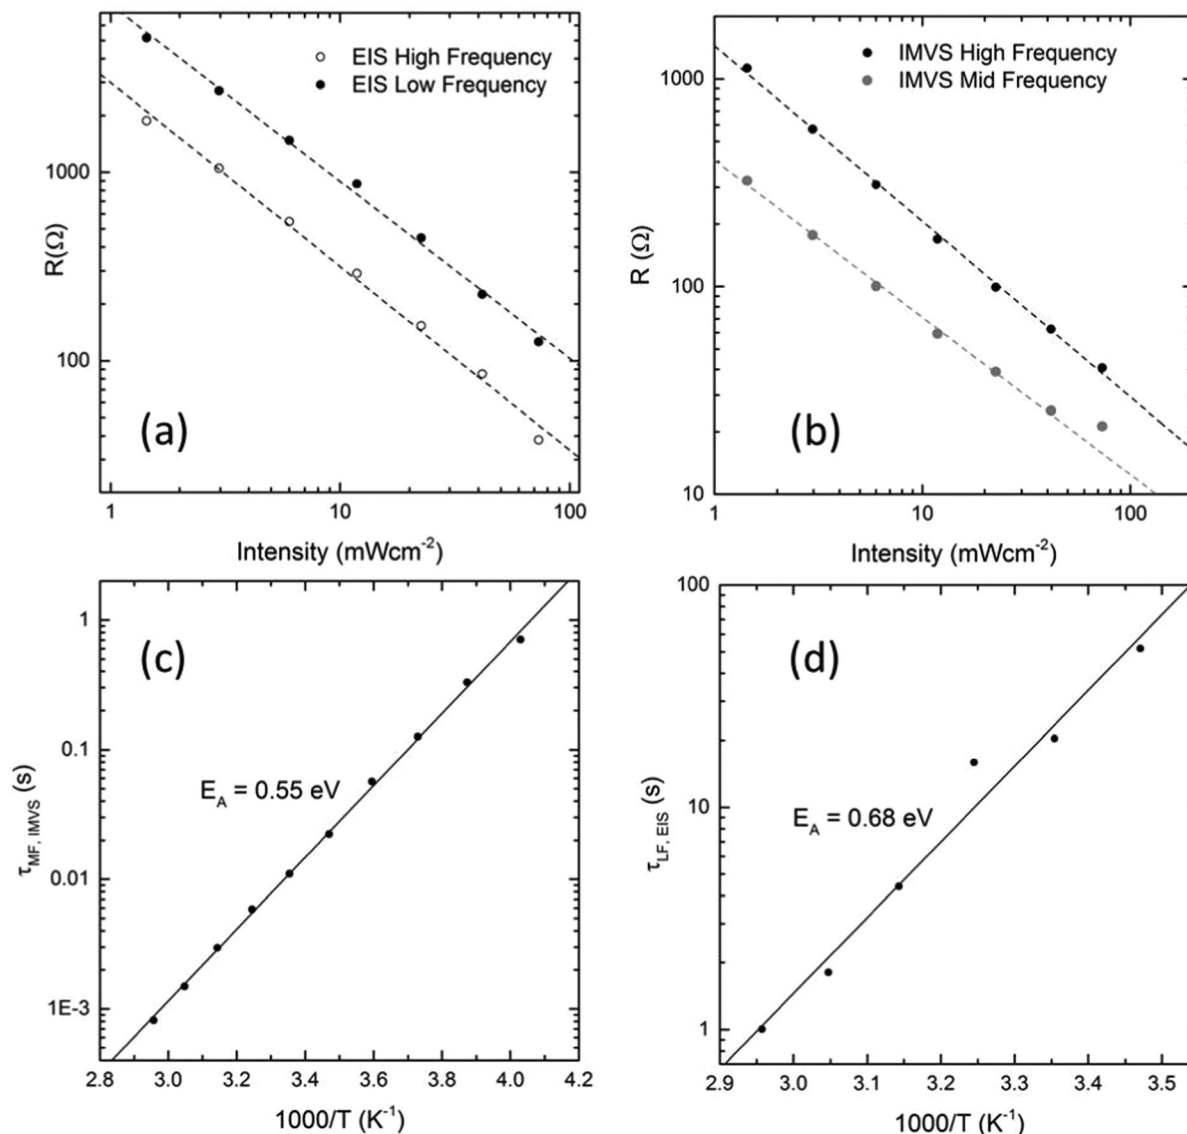 EIS High Frequency
EIS Low Frequency
1000
100
R(Ω)
(a)
1 10 100
Intensity (mWcm⁻²)
IMVS High Frequency
IMVS Mid Frequency
1000
100
10
R (Ω)
(b)
1 10 100
Intensity (mWcm⁻²)
(c)
1
0.1
0.01
1E-3
τMF, IMVS (s)
EA = 0.55 eV
2.8 3.0 3.2 3.4 3.6 3.8 4.0 4.2
1000/T (K⁻¹)
(d)
100
10
1
τLF, EIS (s)
EA = 0.68 eV
2.9 3.0 3.1 3.2 3.3 3.4 3.5
1000/T (K⁻¹)